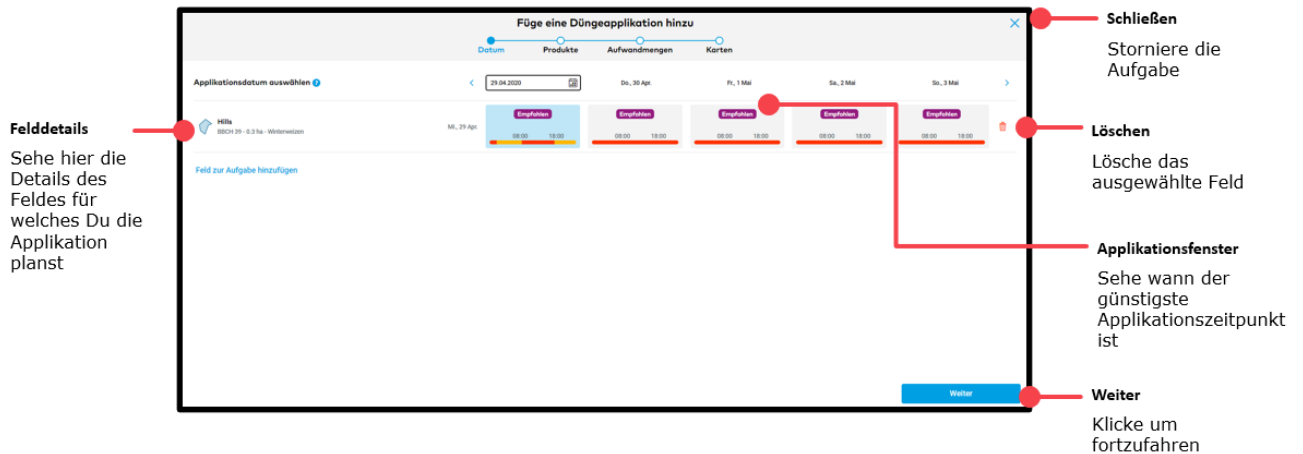 Füge eine Düngeapplikation hinzu
Datum Produkte Aufwandmengen Karten
Applikationsdatum auswählen ?
29.04.2020 Do., 30 Apr. Fr., 1 Mai Sa., 2 Mai So., 3 Mai
Hills
BBCH 39 - 0.3 ha - Winterweizen
Mi., 29 Apr.
Empfohlen Empfohlen Empfohlen Empfohlen Empfohlen
08:00 18:00 08:00 18:00 08:00 18:00 08:00 18:00 08:00 18:00
Feld zur Aufgabe hinzufügen
Weiter
Felddetails
Sehe hier die
Details des
Feldes für
welches Du die
Applikation
planst
Schließen
Storniere die
Aufgabe
Löschen
Lösche das
ausgewählte Feld
Applikationsfenster
Sehe wann der
günstigste
Applikationszeitpunkt
ist
Weiter
Klicke um
fortzufahren